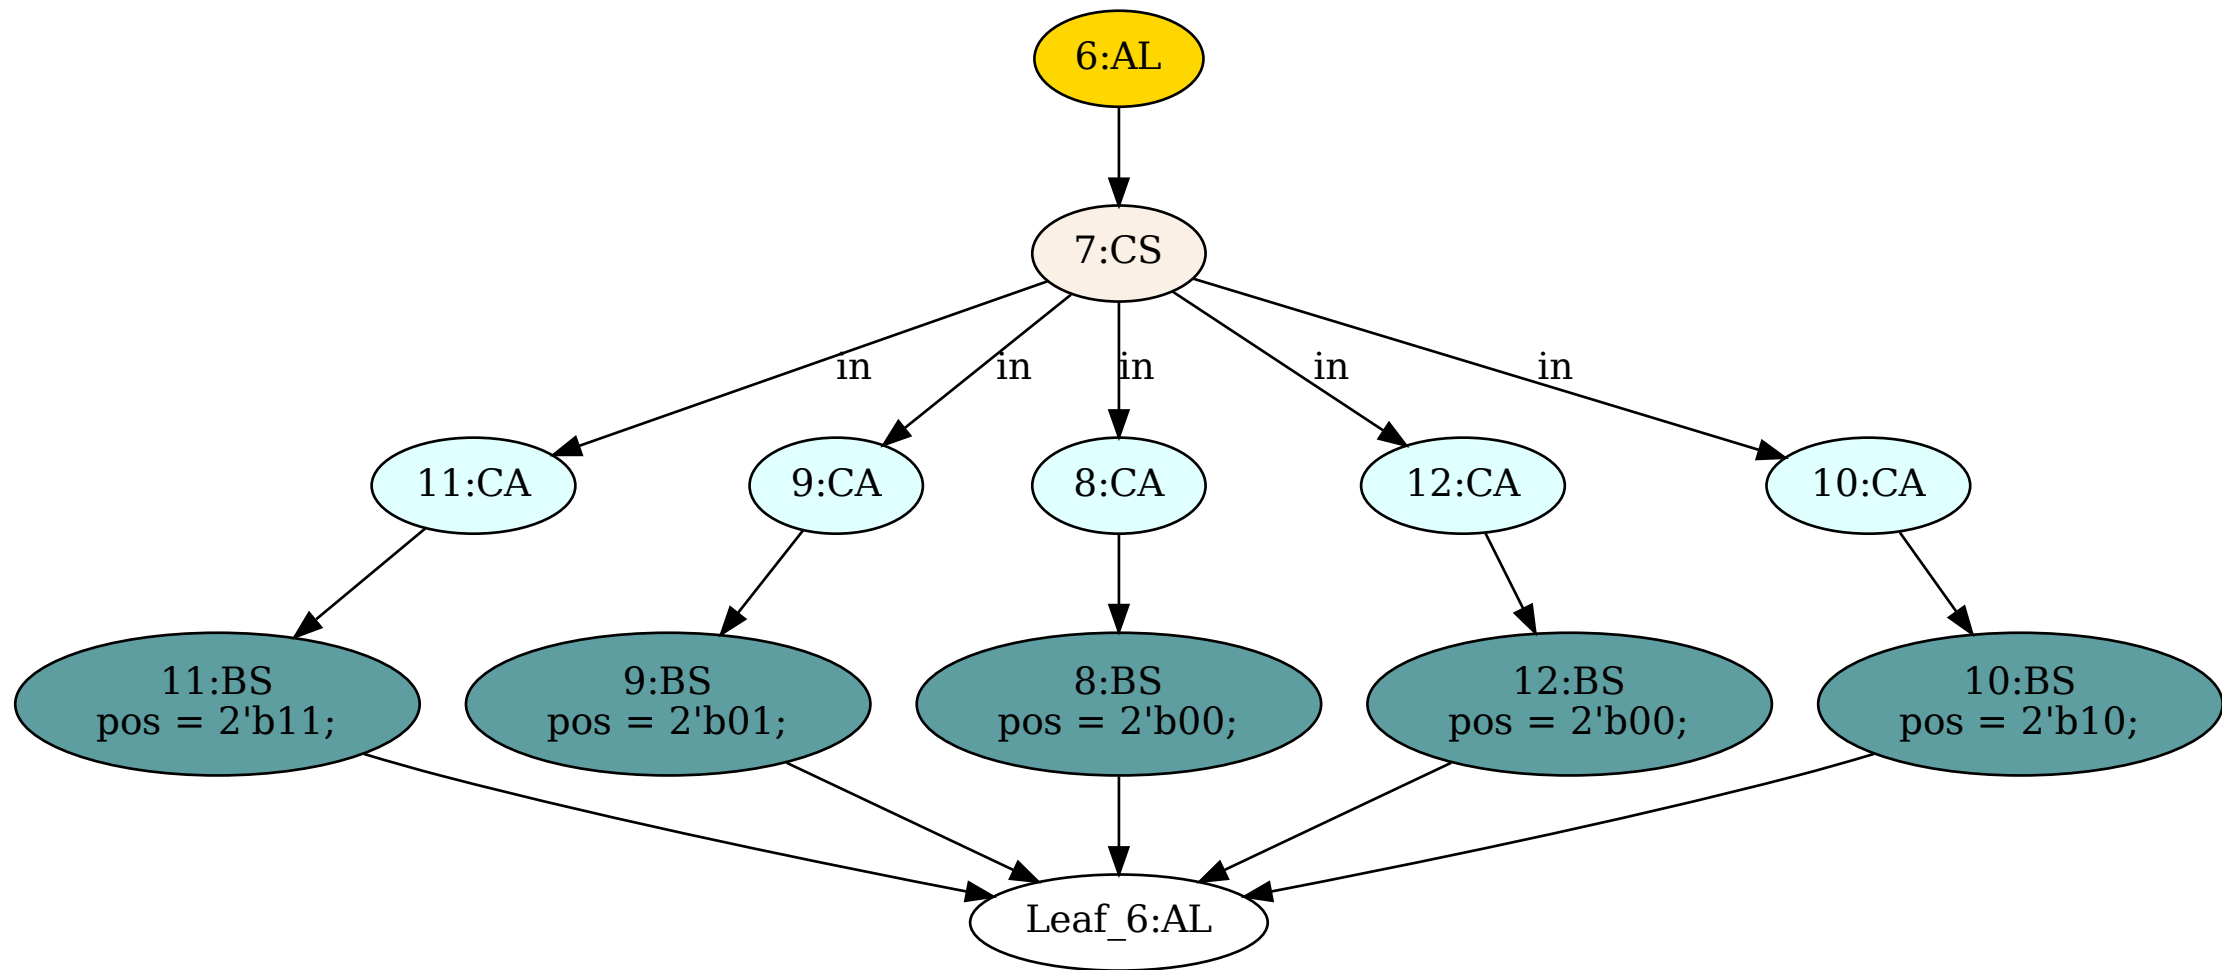 6:AL
7:CS
in
in
in
in
in
11:CA
9:CA
8:CA
12:CA
10:CA
11:BS
pos = 2'b11;
9:BS
pos = 2'b01;
8:BS
pos = 2'b00;
12:BS
pos = 2'b00;
10:BS
pos = 2'b10;
Leaf_6:AL